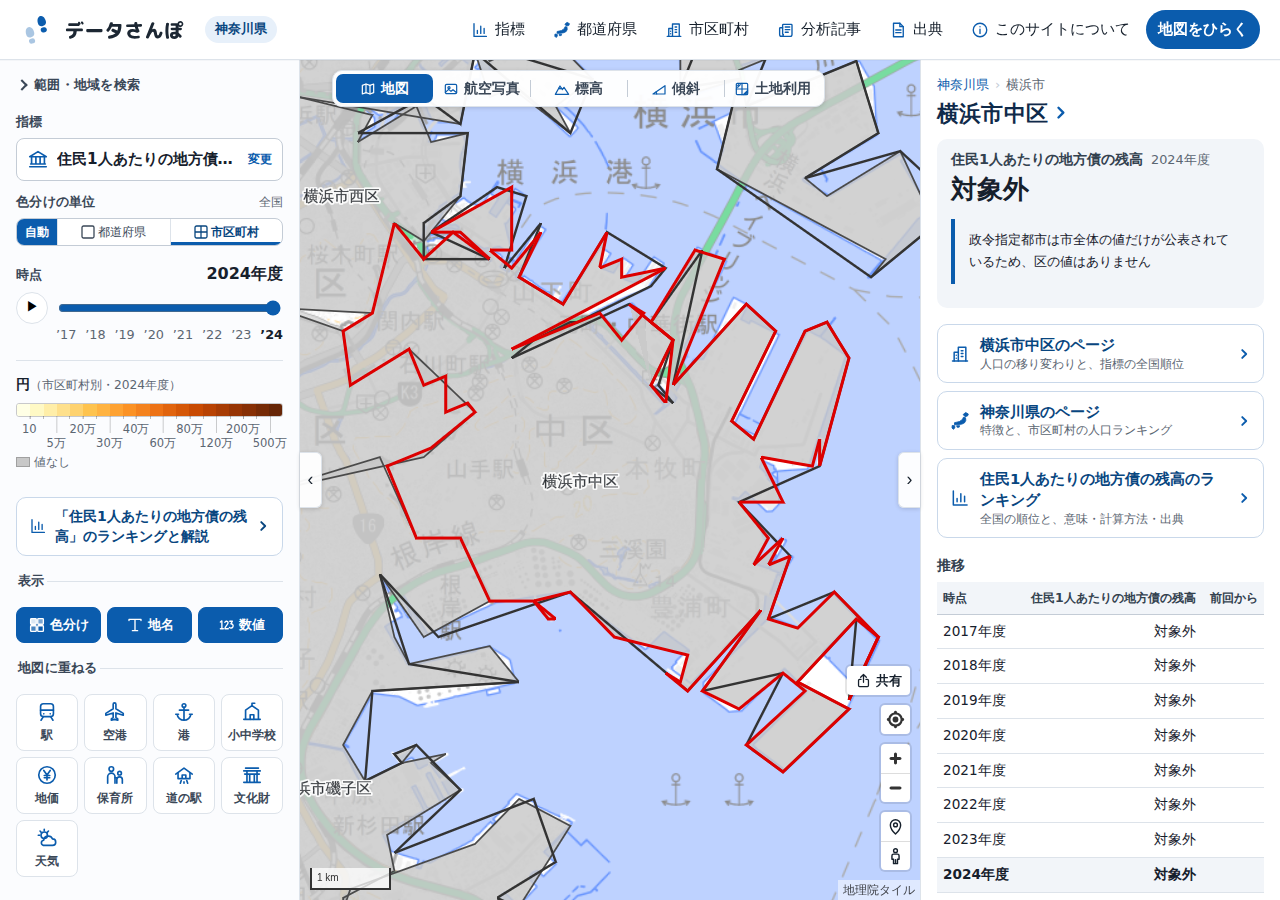 データさんぽ
神奈川県
指標
都道府県
市区町村
分析記事
出典
このサイトについて
地図をひらく
範囲・地域を検索
指標
住民1人あたりの地方債…
変更
色分けの単位
全国
自動
都道府県
市区町村
時点
2024年度
’17 ’18 ’19 ’20 ’21 ’22 ’23 ’24
円（市区町村別・2024年度）
10 20万 40万 80万 200万
5万 30万 60万 120万 500万
値なし
「住民1人あたりの地方債の残
高」のランキングと解説
表示
色分け
地名
数値
地図に重ねる
駅
空港
港
小中学校
地価
保育所
道の駅
文化財
天気
地図
航空写真
標高
傾斜
土地利用
横浜市
横浜港
横浜市西区
桜木町駅
区
山下町
関内駅
石川町駅
区
中区
山手駅
本牧町
横浜市中区
16
根岸線
三溪園
根岸駅
豊浦町
浜市磯子区
新杉田駅
共有
1 km
地理院タイル
神奈川県 › 横浜市
横浜市中区
住民1人あたりの地方債の残高 2024年度
対象外
政令指定都市は市全体の値だけが公表されて
いるため、区の値はありません
横浜市中区のページ
人口の移り変わりと、指標の全国順位
神奈川県のページ
特徴と、市区町村の人口ランキング
住民1人あたりの地方債の残高のラ
ンキング
全国の順位と、意味・計算方法・出典
推移
時点 住民1人あたりの地方債の残高 前回から
2017年度 対象外
2018年度 対象外
2019年度 対象外
2020年度 対象外
2021年度 対象外
2022年度 対象外
2023年度 対象外
2024年度 対象外